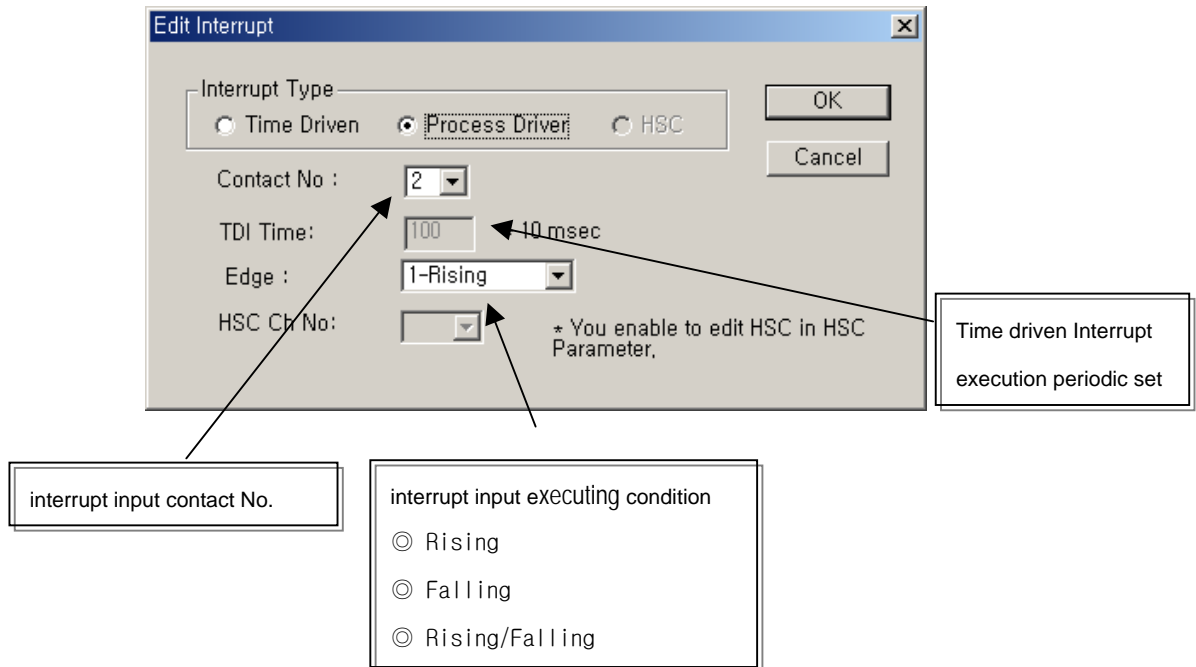 Edit Interrupt
Interrupt Type
Time Driven
Process Driver
HSC
OK
Cancel
Contact No :
2
TDI Time:
100
10 msec
Edge :
1-Rising
HSC Ch No:
* You enable to edit HSC in HSC
Parameter,
Time driven Interrupt
execution periodic set
interrupt input contact No.
interrupt input executing condition
◎ Rising
◎ Falling
◎ Rising/Falling